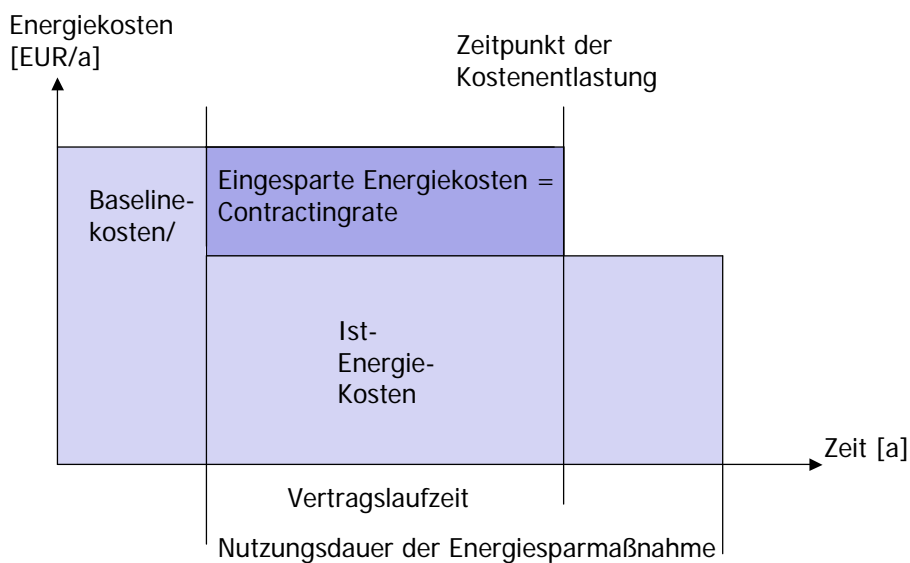 Energiekosten
[EUR/a]
Zeitpunkt der
Kostenentlastung
Baseline-
kosten/
Eingesparte Energiekosten =
Contractingrate
Ist-
Energie-
Kosten
Zeit [a]
Vertragslaufzeit
Nutzungsdauer der Energiesparmaßnahme